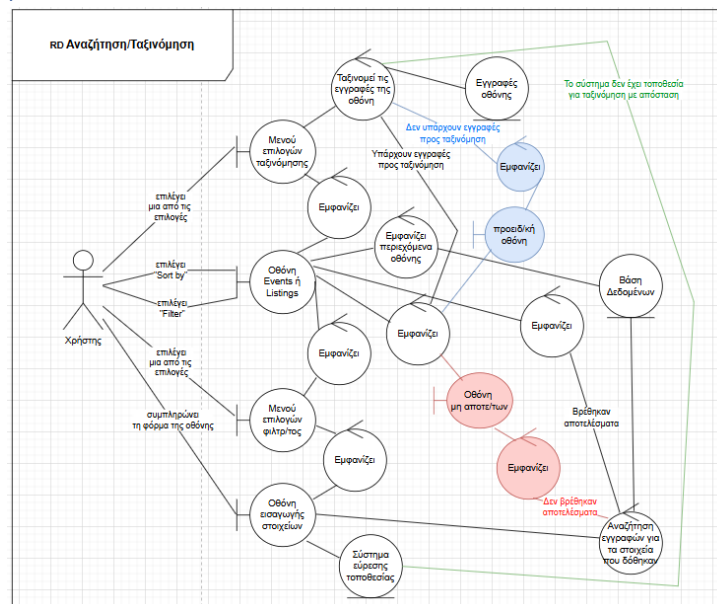 RD Αναζήτηση/Ταξινόμηση
Ταξινομεί τις
εγγραφές της
οθόνη
Εγγραφές
οθόνης
Το σύστημα δεν έχει τοποθεσία
για ταξινόμηση με απόσταση
Μενού
επιλογών
ταξινόμησης
Δεν υπάρχουν εγγραφές
προς ταξινόμηση
Υπάρχουν εγγραφές
προς ταξινόμηση
Εμφανίζει
επιλέγει
μια από τις
επιλογές
Εμφανίζει
Εμφανίζει
περιεχόμενα
οθόνης
προειδ/κή
οθόνη
επιλέγει
"Sort by"
Οθόνη
Events ή
Listings
Βάση
Δεδομένων
επιλέγει
"Filter"
Χρήστης
Εμφανίζει
Εμφανίζει
Εμφανίζει
επιλέγει
μια από τις
επιλογές
Οθόνη
μη αποτε/των
συμπληρώνει
τη φόρμα της οθόνης
Μενού
επιλογών
φιλτρ/τος
Βρέθηκαν
αποτελέσματα
Εμφανίζει
Εμφανίζει
Δεν βρέθηκαν
αποτελέσματα
Οθόνη
εισαγωγής
στοιχείων
Αναζήτηση
εγγραφών για
τα στοιχεία
που δόθηκαν
Σύστημα
εύρεσης
τοποθεσίας